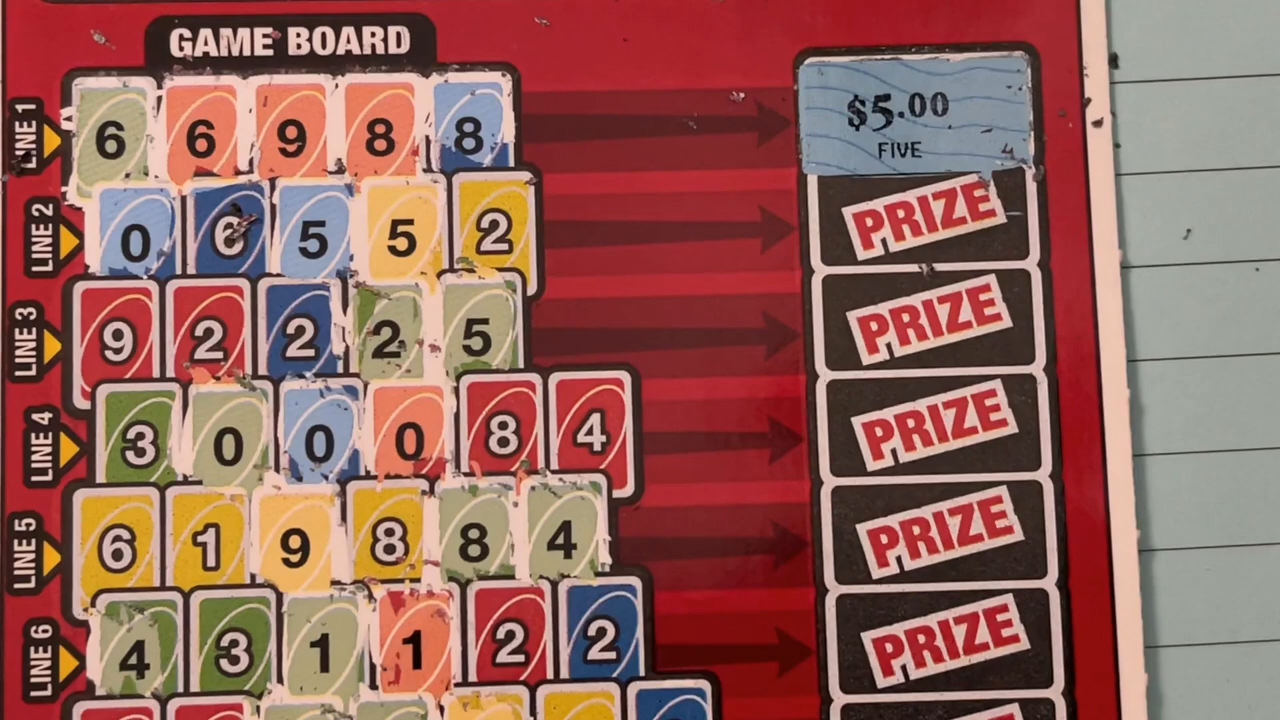 GAME BOARD
LINE 1
6 6 9 8 8
$5.00
FIVE
LINE 2
0 6 5 5 2
PRIZE
LINE 3
9 2 2 2 5
PRIZE
LINE 4
3 0 0 0 8 4
PRIZE
LINE 5
6 1 9 8 8 4
PRIZE
LINE 6
4 3 1 1 2 2
PRIZE